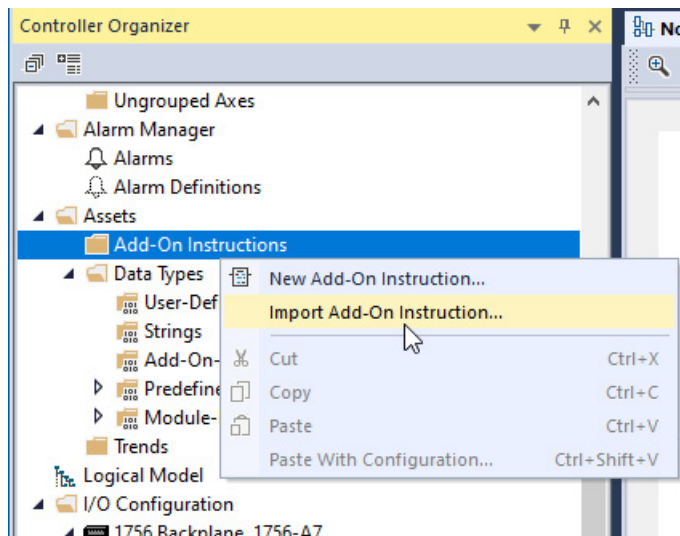 Controller Organizer
No
Ungrouped Axes
Alarm Manager
Alarms
Alarm Definitions
Assets
Add-On Instructions
Data Types
New Add-On Instruction...
User-Def
Import Add-On Instruction...
Strings
Add-On-
Cut Ctrl+X
Predefine
Copy Ctrl+C
Module-
Paste Ctrl+V
Trends
Paste With Configuration... Ctrl+Shift+V
Logical Model
I/O Configuration
1756 Backplane, 1756-A7